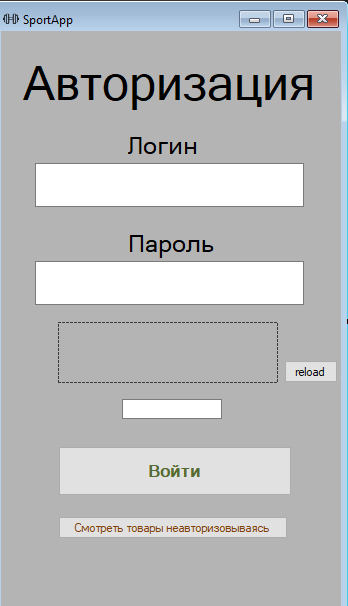 SportApp
Авторизация
Логин
Пароль
reload
Войти
Смотреть товары неавторизовываясь